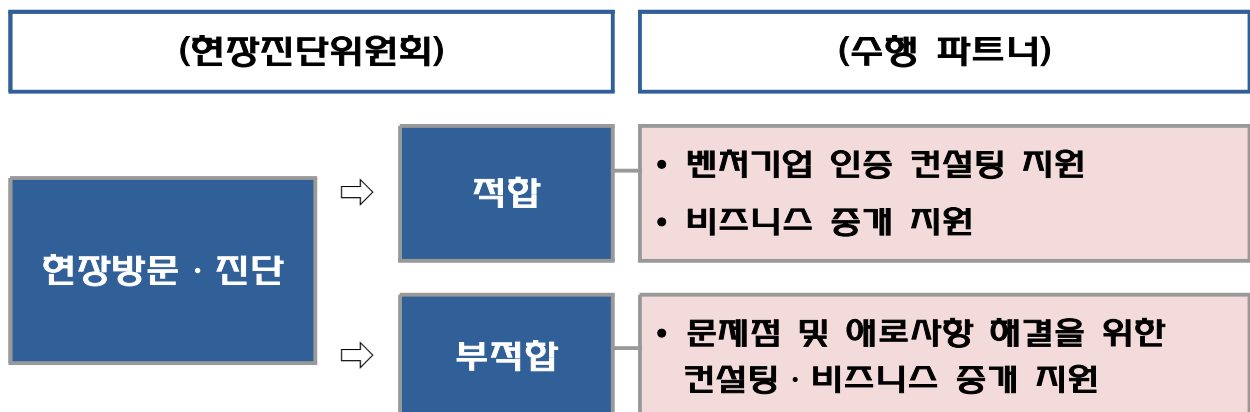 (현장진단위원회)
(수행 파트너)
현장방문 · 진단
적합
• 벤처기업 인증 컨설팅 지원
• 비즈니스 중개 지원
부적합
• 문제점 및 애로사항 해결을 위한
컨설팅 · 비즈니스 중개 지원